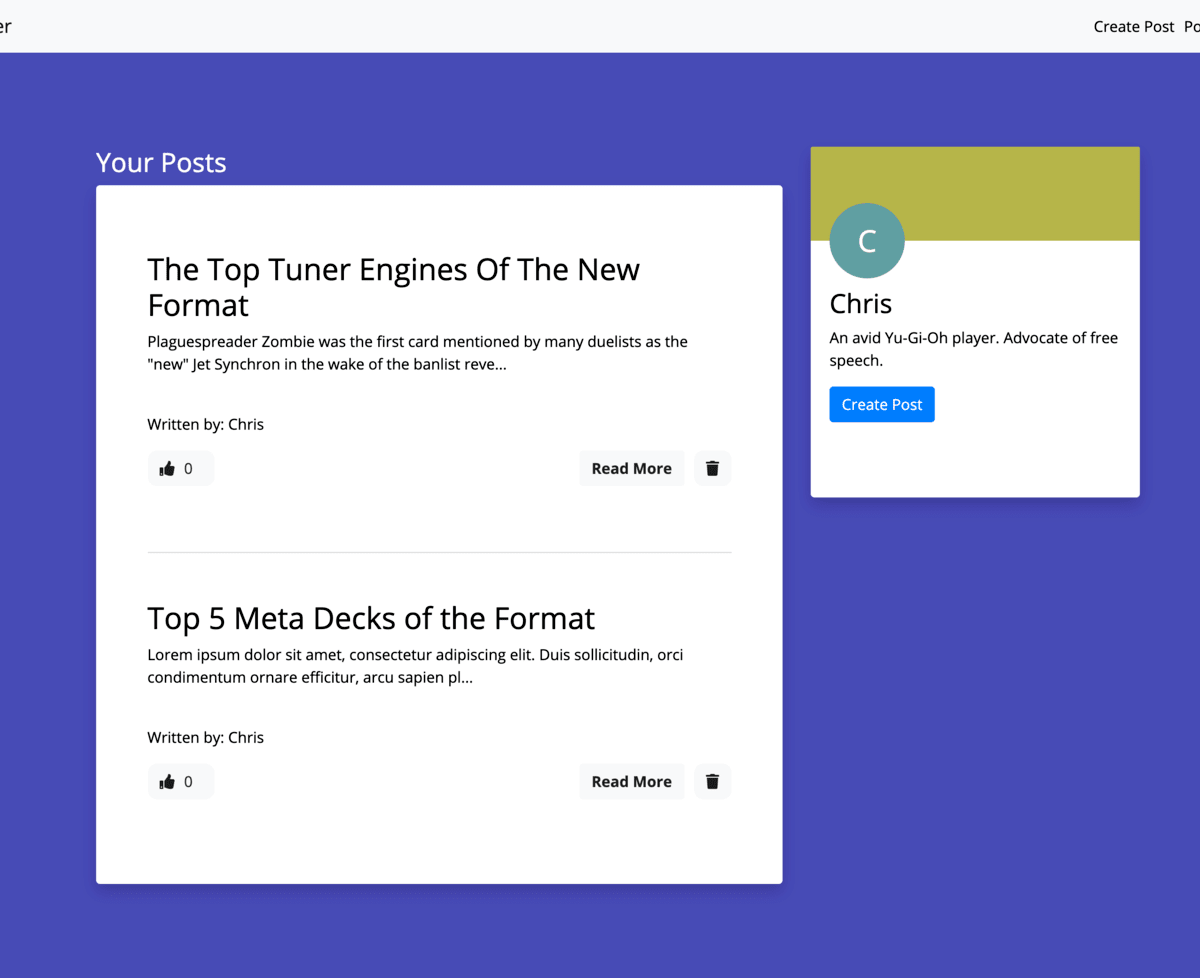 Create Post
Your Posts
The Top Tuner Engines Of The New
Format
Plaguespreader Zombie was the first card mentioned by many duelists as the
"new" Jet Synchron in the wake of the banlist reve...
Written by: Chris
0
Read More
Top 5 Meta Decks of the Format
Lorem ipsum dolor sit amet, consectetur adipiscing elit. Duis sollicitudin, orci
condimentum ornare efficitur, arcu sapien pl...
Written by: Chris
0
Read More
C
Chris
An avid Yu-Gi-Oh player. Advocate of free
speech.
Create Post